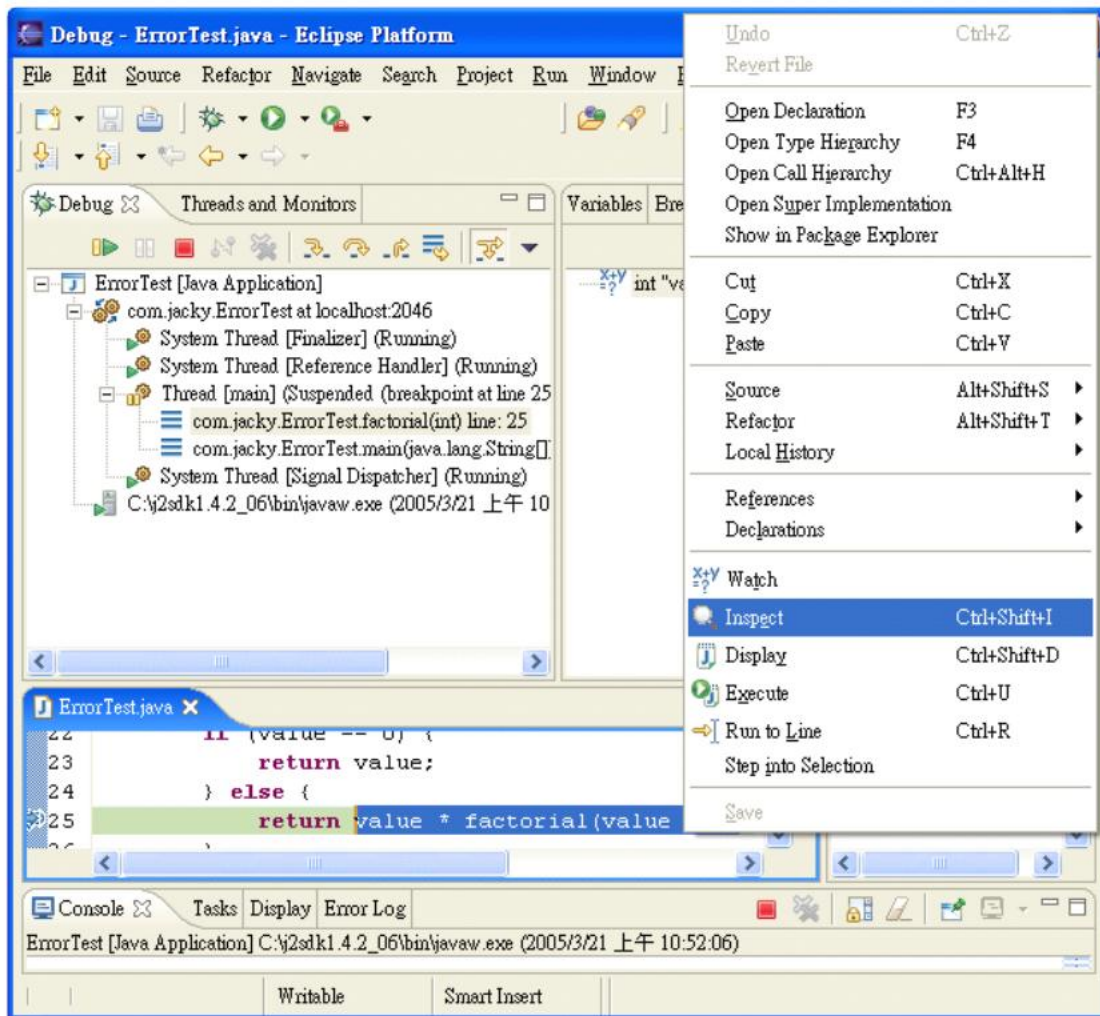 Debug - ErrorTest.java - Eclipse Platform
File Edit Source Refactor Navigate Search Project Run Window
Debug Threads and Monitors
Variables Bre
ErrorTest [Java Application]
com.jacky.ErrorTest at localhost:2046
System Thread [Finalizer] (Running)
System Thread [Reference Handler] (Running)
Thread [main] (Suspended (breakpoint at line 25
com.jacky.ErrorTest.factorial(int) line: 25
com.jacky.ErrorTest.main(java.lang.String[]
System Thread [Signal Dispatcher] (Running)
C:\j2sdk1.4.2_06\bin\javaw.exe (2005/3/21 上午 10
x+y=? int "va
Undo Ctrl+Z
Revert File
Open Declaration F3
Open Type Hierarchy F4
Open Call Hierarchy Ctrl+Alt+H
Open Super Implementation
Show in Package Explorer
Cut Ctrl+X
Copy Ctrl+C
Paste Ctrl+V
Source Alt+Shift+S
Refactor Alt+Shift+T
Local History
References
Declarations
x+y=? Watch
Inspect Ctrl+Shift+I
Display Ctrl+Shift+D
Execute Ctrl+U
Run to Line Ctrl+R
Step into Selection
Save
ErrorTest.java
22 if (value == 0) {
23 return value;
24 } else {
25 return value * factorial(value
26 }
Console Tasks Display Error Log
ErrorTest [Java Application] C:\j2sdk1.4.2_06\bin\javaw.exe (2005/3/21 上午 10:52:06)
Writable Smart Insert